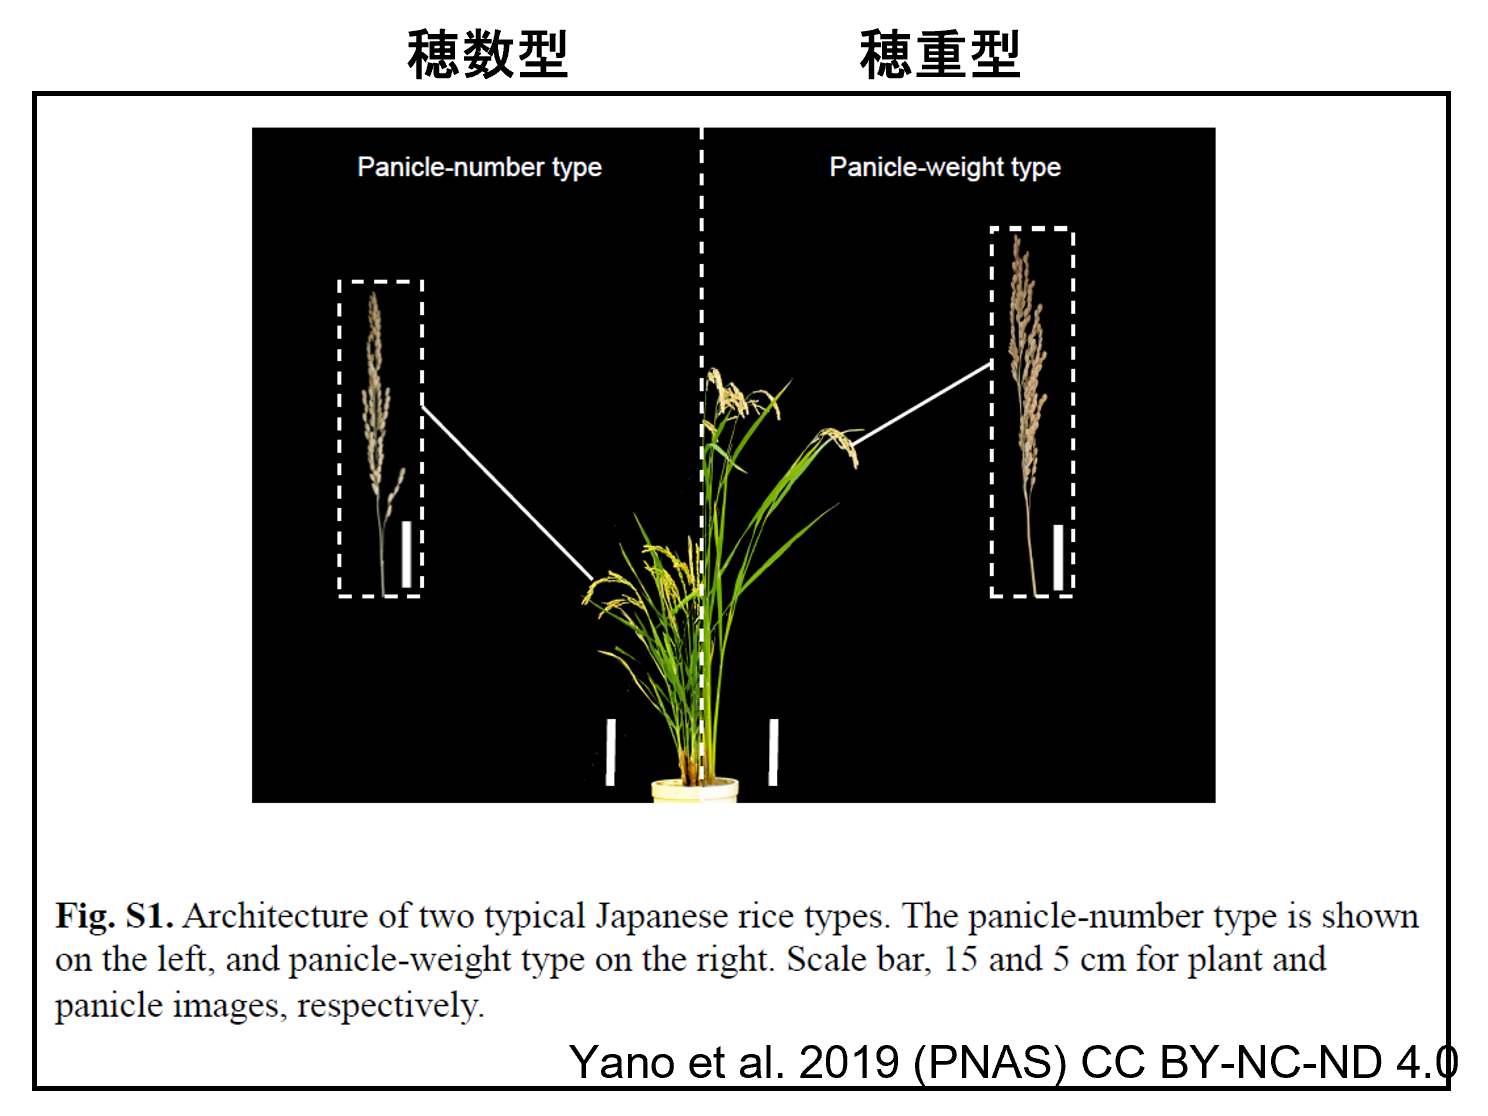 穂数型 穂重型
Panicle-number type Panicle-weight type
Fig. S1. Architecture of two typical Japanese rice types. The panicle-number type is shown
on the left, and panicle-weight type on the right. Scale bar, 15 and 5 cm for plant and
panicle images, respectively.
Yano et al. 2019 (PNAS) CC BY-NC-ND 4.0